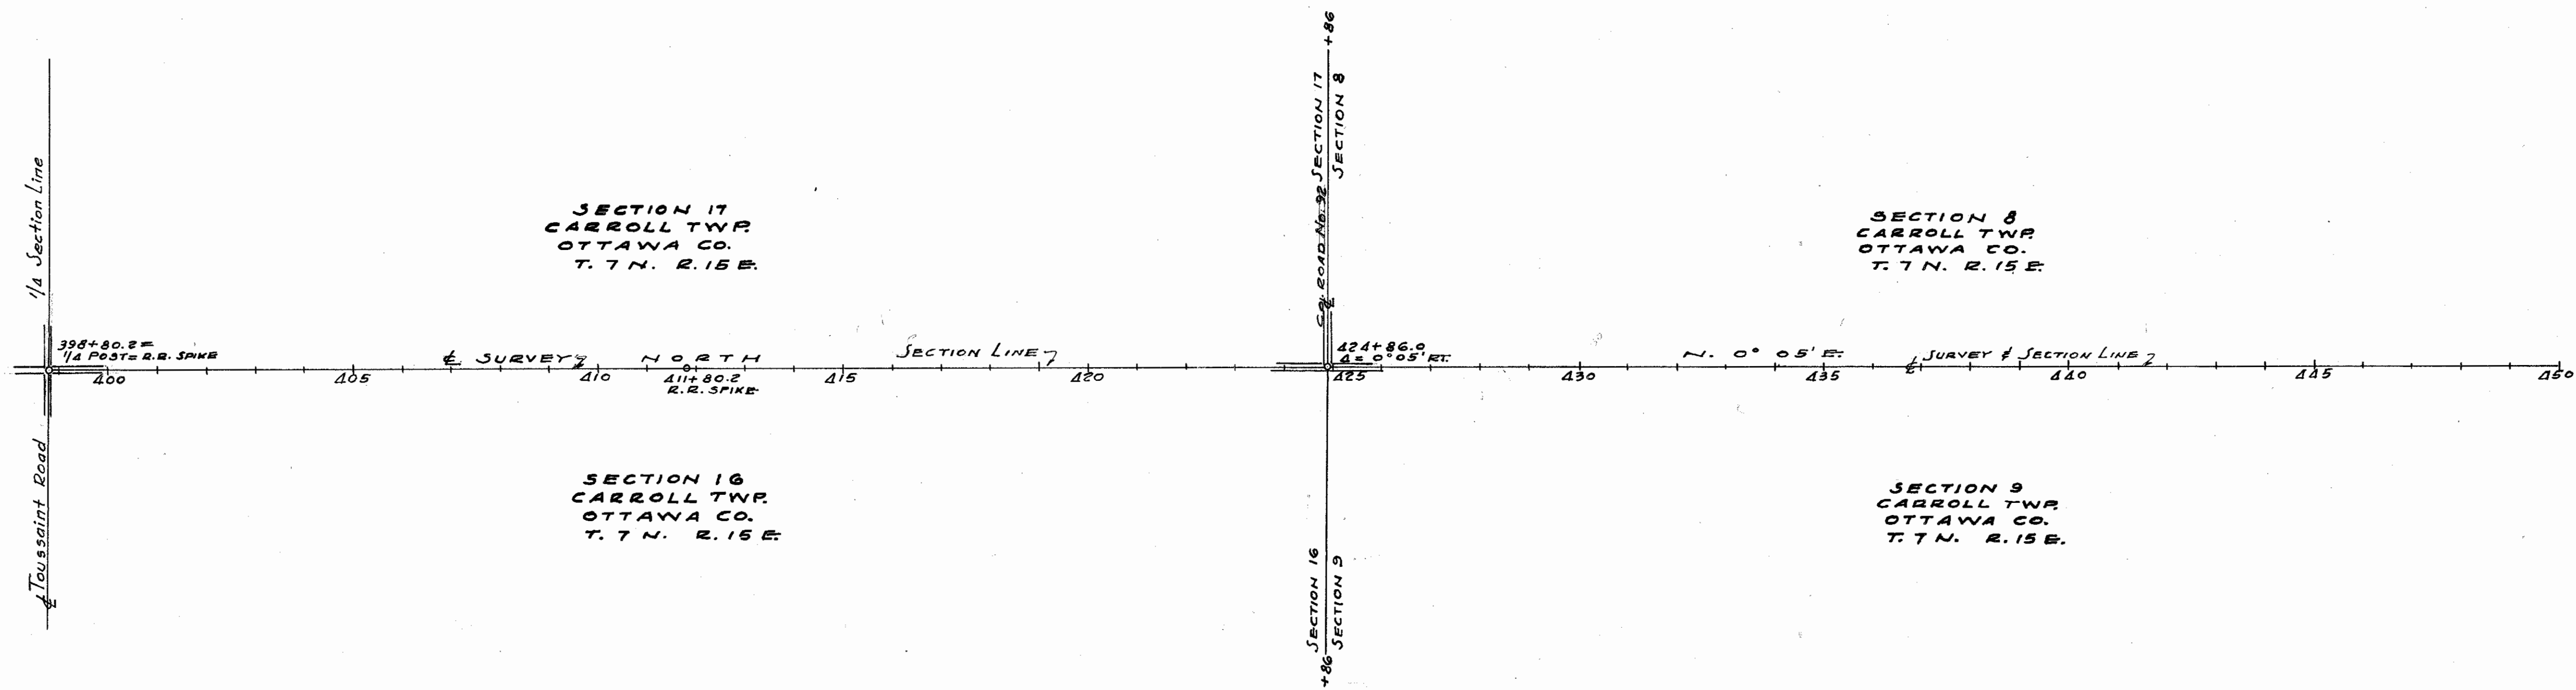 +86
SECTION 17
SECTION 8
CO. ROAD No. 92
℄
1/4 Section Line
SECTION 17
CARROLL TWP.
OTTAWA CO.
T. 7 N. R. 15 E.
SECTION 8
CARROLL TWP.
OTTAWA CO.
T. 7 N. R. 15 E.
398+80.2=
1/4 POST= R.R. SPIKE
℄ SURVEY
NORTH
SECTION LINE
424+86.0
Δ = 0° 05' RT.
N. 0° 05' E.
℄ SURVEY & SECTION LINE
400
405
410
411+80.2
R.R. SPIKE
415
420
425
430
435
440
445
450
℄ Toussaint Road
SECTION 16
CARROLL TWP.
OTTAWA CO.
T. 7 N. R. 15 E.
SECTION 9
CARROLL TWP.
OTTAWA CO.
T. 7 N. R. 15 E.
SECTION 16
SECTION 9
+86